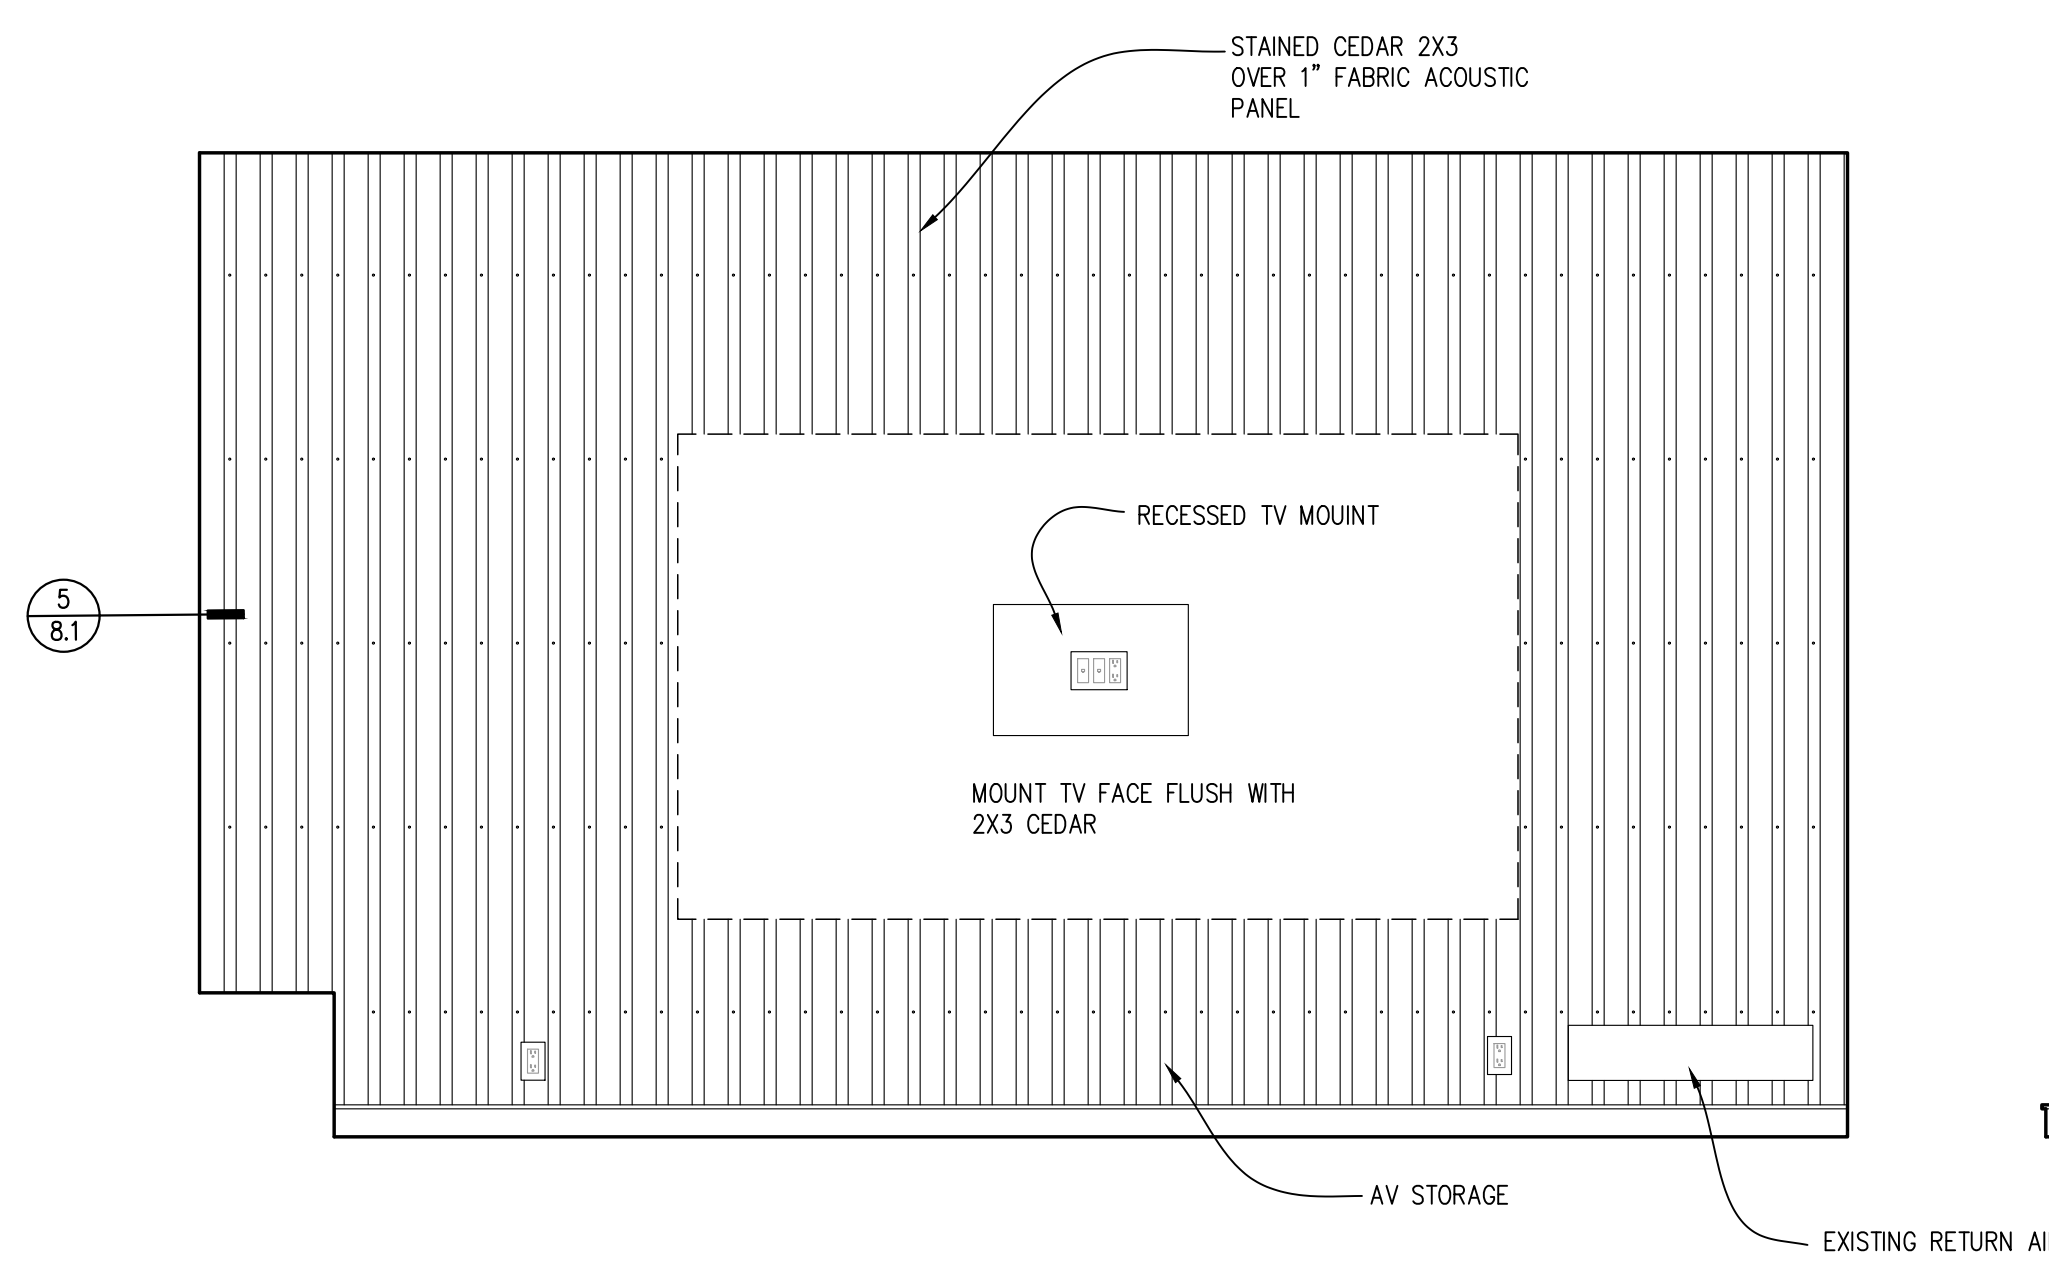 STAINED CEDAR 2X3
OVER 1" FABRIC ACOUSTIC
PANEL
RECESSED TV MOUINT
5
8.1
MOUNT TV FACE FLUSH WITH
2X3 CEDAR
AV STORAGE
EXISTING RETURN